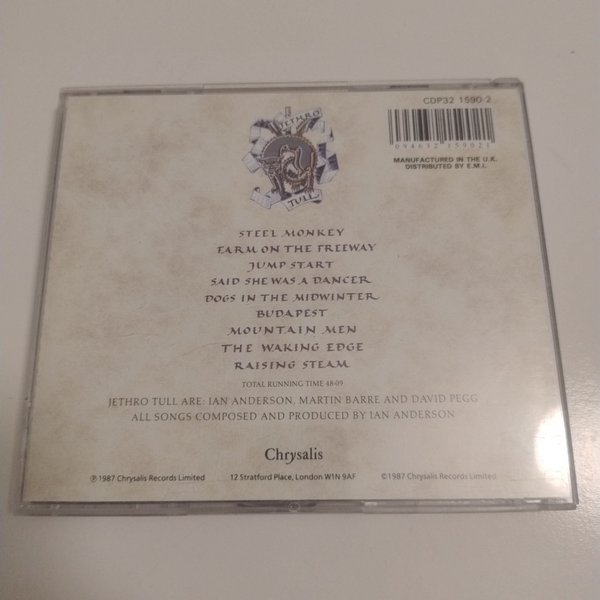 CDP32 1590 2
094632 159021
MANUFACTURED IN THE U.K.
DISTRIBUTED BY E.M.I.
JETHRO
TULL
STEEL MONKEY
FARM ON THE FREEWAY
JUMP START
SAID SHE WAS A DANCER
DOGS IN THE MIDWINTER
BUDAPEST
MOUNTAIN MEN
THE WAKING EDGE
RAISING STEAM
TOTAL RUNNING TIME 48·09
JETHRO TULL ARE: IAN ANDERSON, MARTIN BARRE AND DAVID PEGG
ALL SONGS COMPOSED AND PRODUCED BY IAN ANDERSON
Chrysalis
℗ 1987 Chrysalis Records Limited 12 Stratford Place, London W1N 9AF ©1987 Chrysalis Records Limited